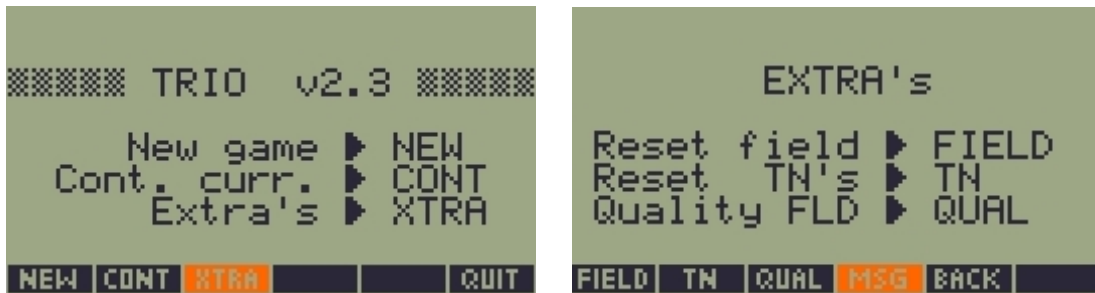 TRIO v2.3
New game ▶ NEW
Cont. curr. ▶ CONT
Extra's ▶ XTRA
NEW CONT XTRA QUIT
EXTRA's
Reset field ▶ FIELD
Reset TN's ▶ TN
Quality FLD ▶ QUAL
FIELD TN QUAL MSG BACK